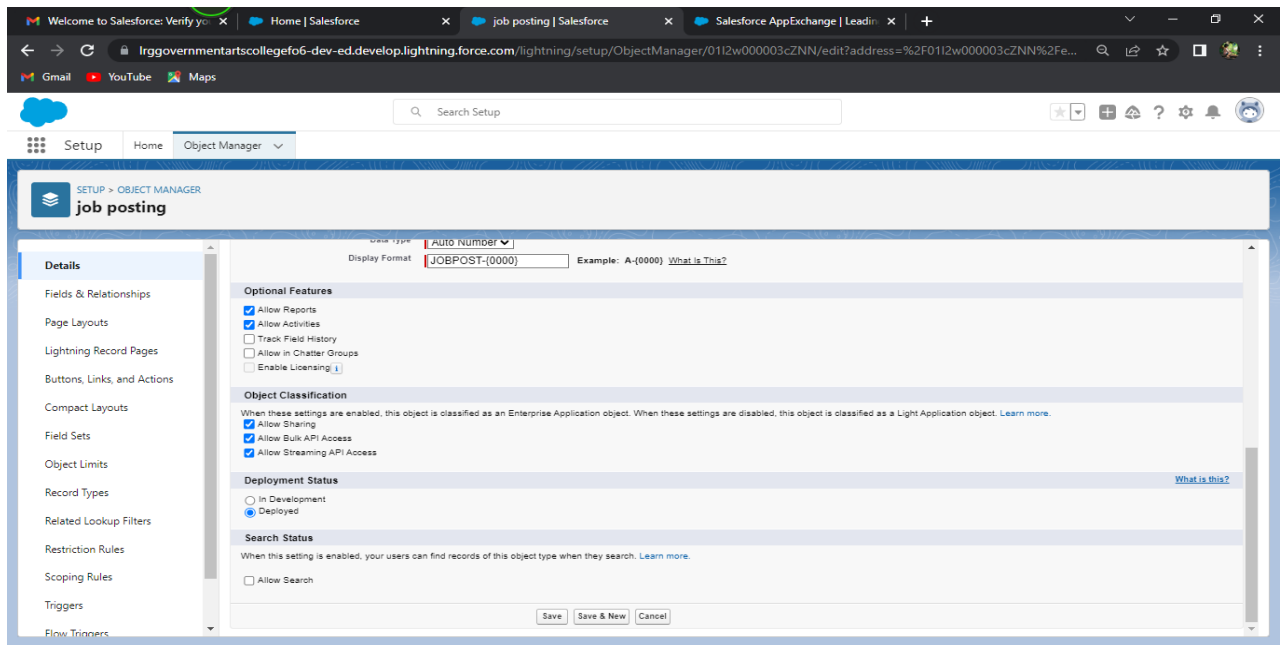 Welcome to Salesforce: Verify yo
Home | Salesforce
job posting | Salesforce
Salesforce AppExchange | Leadin
lrggovernmentartscollegefo6-dev-ed.develop.lightning.force.com/lightning/setup/ObjectManager/01I2w000003cZNN/edit?address=%2F01I2w000003cZNN%2Fe...
Gmail
YouTube
Maps
Search Setup
Setup
Home
Object Manager
SETUP > OBJECT MANAGER
job posting
Details
Fields & Relationships
Page Layouts
Lightning Record Pages
Buttons, Links, and Actions
Compact Layouts
Field Sets
Object Limits
Record Types
Related Lookup Filters
Restriction Rules
Scoping Rules
Triggers
Flow Triggers
Data Type Auto Number
Display Format JOBPOST-{0000} Example: A-{0000} What Is This?
Optional Features
Allow Reports
Allow Activities
Track Field History
Allow in Chatter Groups
Enable Licensing i
Object Classification
When these settings are enabled, this object is classified as an Enterprise Application object. When these settings are disabled, this object is classified as a Light Application object. Learn more.
Allow Sharing
Allow Bulk API Access
Allow Streaming API Access
Deployment Status What is this?
In Development
Deployed
Search Status
When this setting is enabled, your users can find records of this object type when they search. Learn more.
Allow Search
Save Save & New Cancel